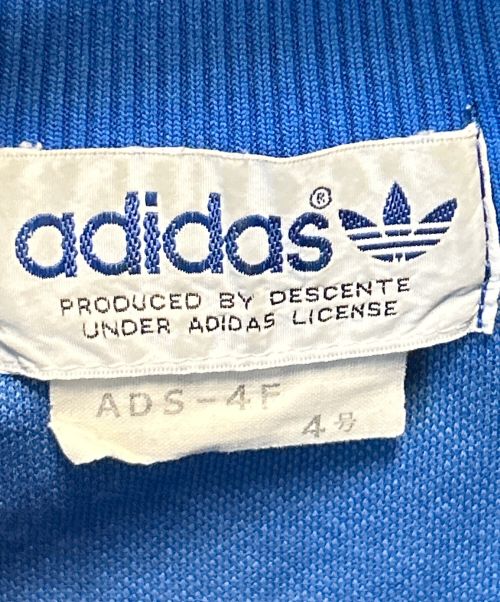 adidas®
PRODUCED BY DESCENTE
UNDER ADIDAS LICENSE
ADS-4F
4号